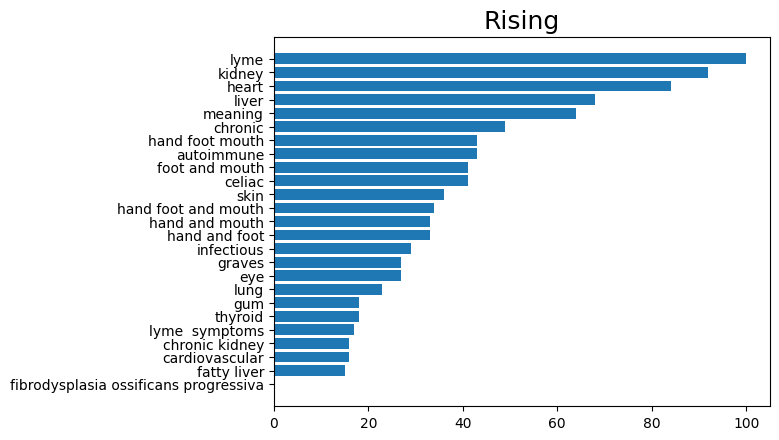 Rising
lyme
kidney
heart
liver
meaning
chronic
hand foot mouth
autoimmune
foot and mouth
celiac
skin
hand foot and mouth
hand and mouth
hand and foot
infectious
graves
eye
lung
gum
thyroid
lyme  symptoms
chronic kidney
cardiovascular
fatty liver
fibrodysplasia ossificans progressiva
0 20 40 60 80 100